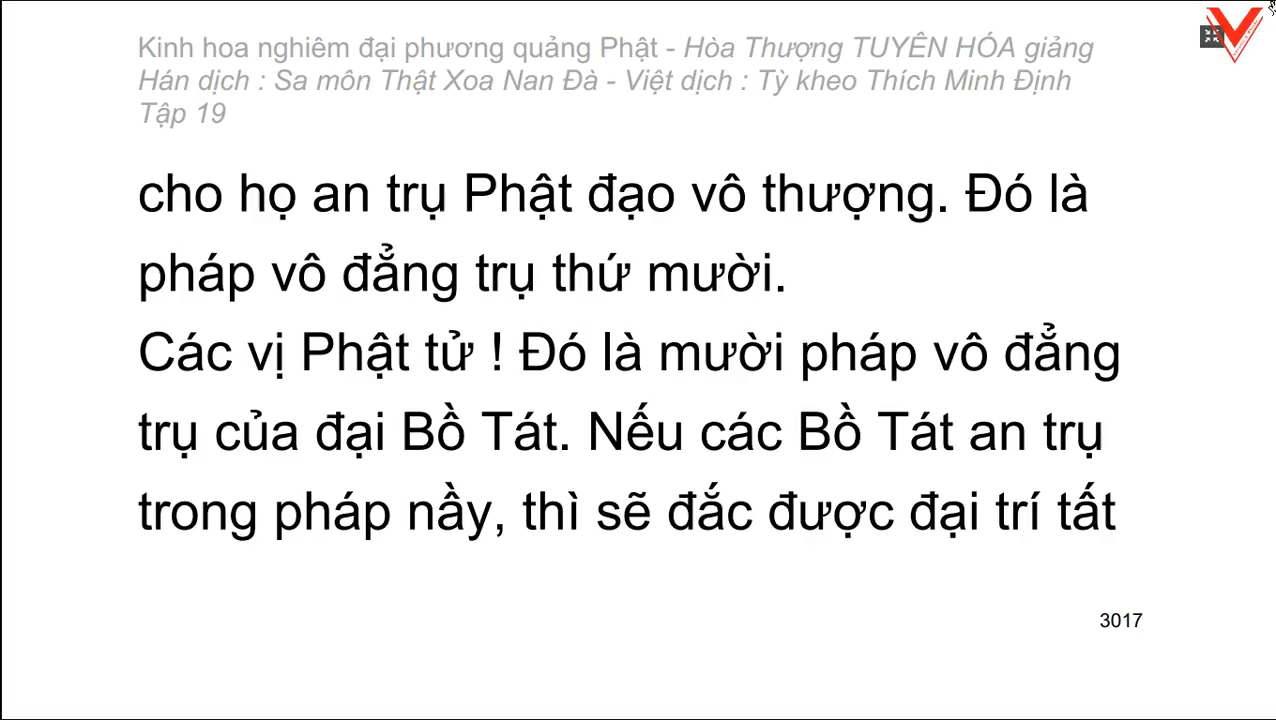 Kinh hoa nghiêm đại phương quảng Phật - Hòa Thượng TUYÊN HÓA giảng
Hán dịch : Sa môn Thật Xoa Nan Đà - Việt dịch : Tỳ kheo Thích Minh Định
Tập 19
cho họ an trụ Phật đạo vô thượng. Đó là
pháp vô đẳng trụ thứ mười.
Các vị Phật tử ! Đó là mười pháp vô đẳng
trụ của đại Bồ Tát. Nếu các Bồ Tát an trụ
trong pháp nầy, thì sẽ đắc được đại trí tất
3017